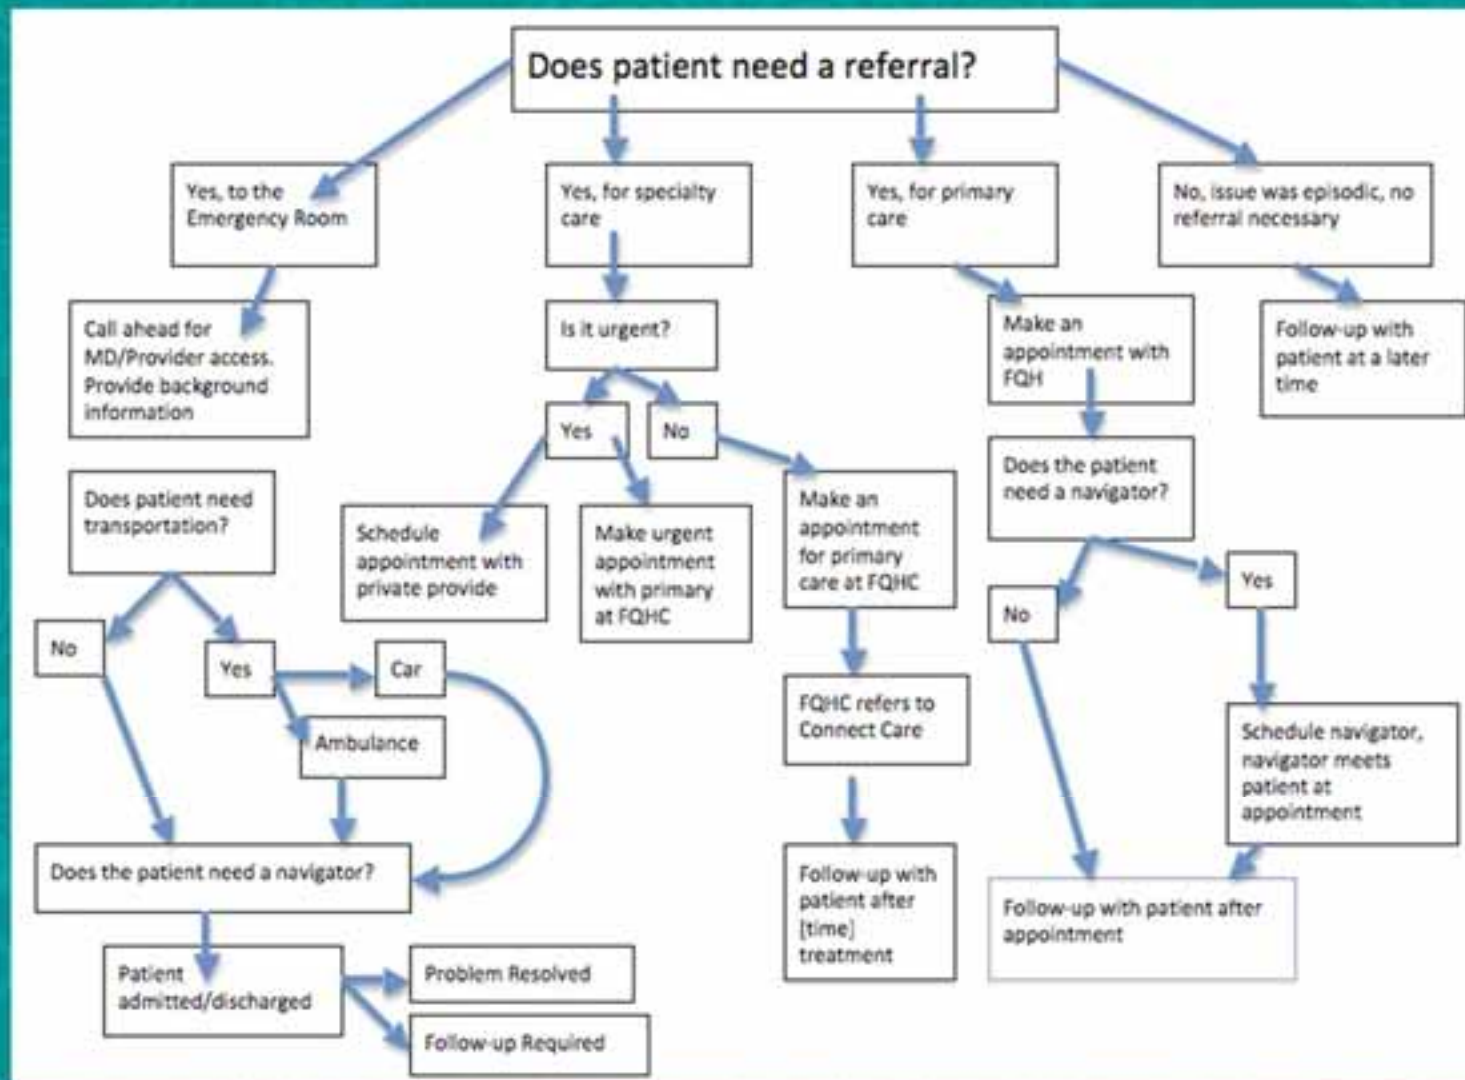 Does patient need a referral?
Yes, to the
Emergency Room
Yes, for specialty
care
Yes, for primary
care
No, issue was episodic, no
referral necessary
Call ahead for
MD/Provider access.
Provide background
information
Is it urgent?
Make an
appointment with
FQH
Follow-up with
patient at a later
time
Yes
No
Does the patient
need a navigator?
Does patient need
transportation?
Schedule
appointment with
private provide
Make urgent
appointment
with primary
at FQHC
Make an
appointment
for primary
care at FQHC
No
Yes
No
Yes
Car
Ambulance
FQHC refers to
Connect Care
Schedule navigator,
navigator meets
patient at
appointment
Does the patient need a navigator?
Follow-up with
patient after
[time]
treatment
Follow-up with patient after
appointment
Patient
admitted/discharged
Problem Resolved
Follow-up Required